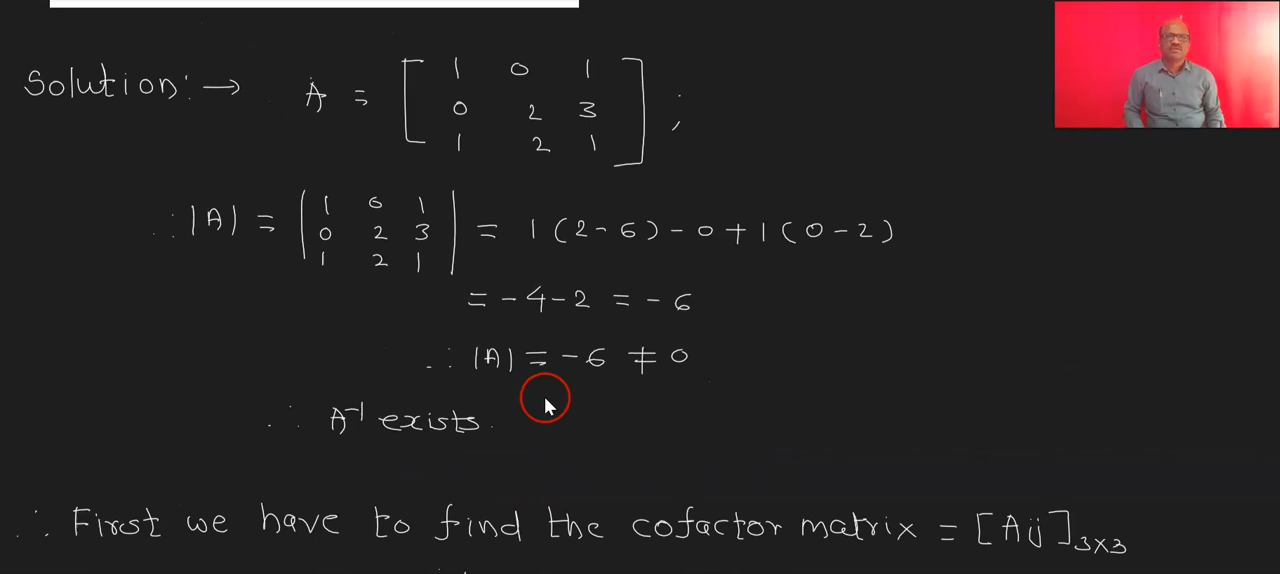 Solution: → A = [ 1 0 1
0 2 3
1 2 1 ] ;
∴ |A| = | 1 0 1
0 2 3
1 2 1 | = 1 (2-6) - 0 + 1 (0-2)
= -4-2 = -6
∴ |A| = -6 ≠ 0
∴ A⁻¹ exists.
∴ First we have to find the cofactor matrix = [Aij]₃ₓ₃